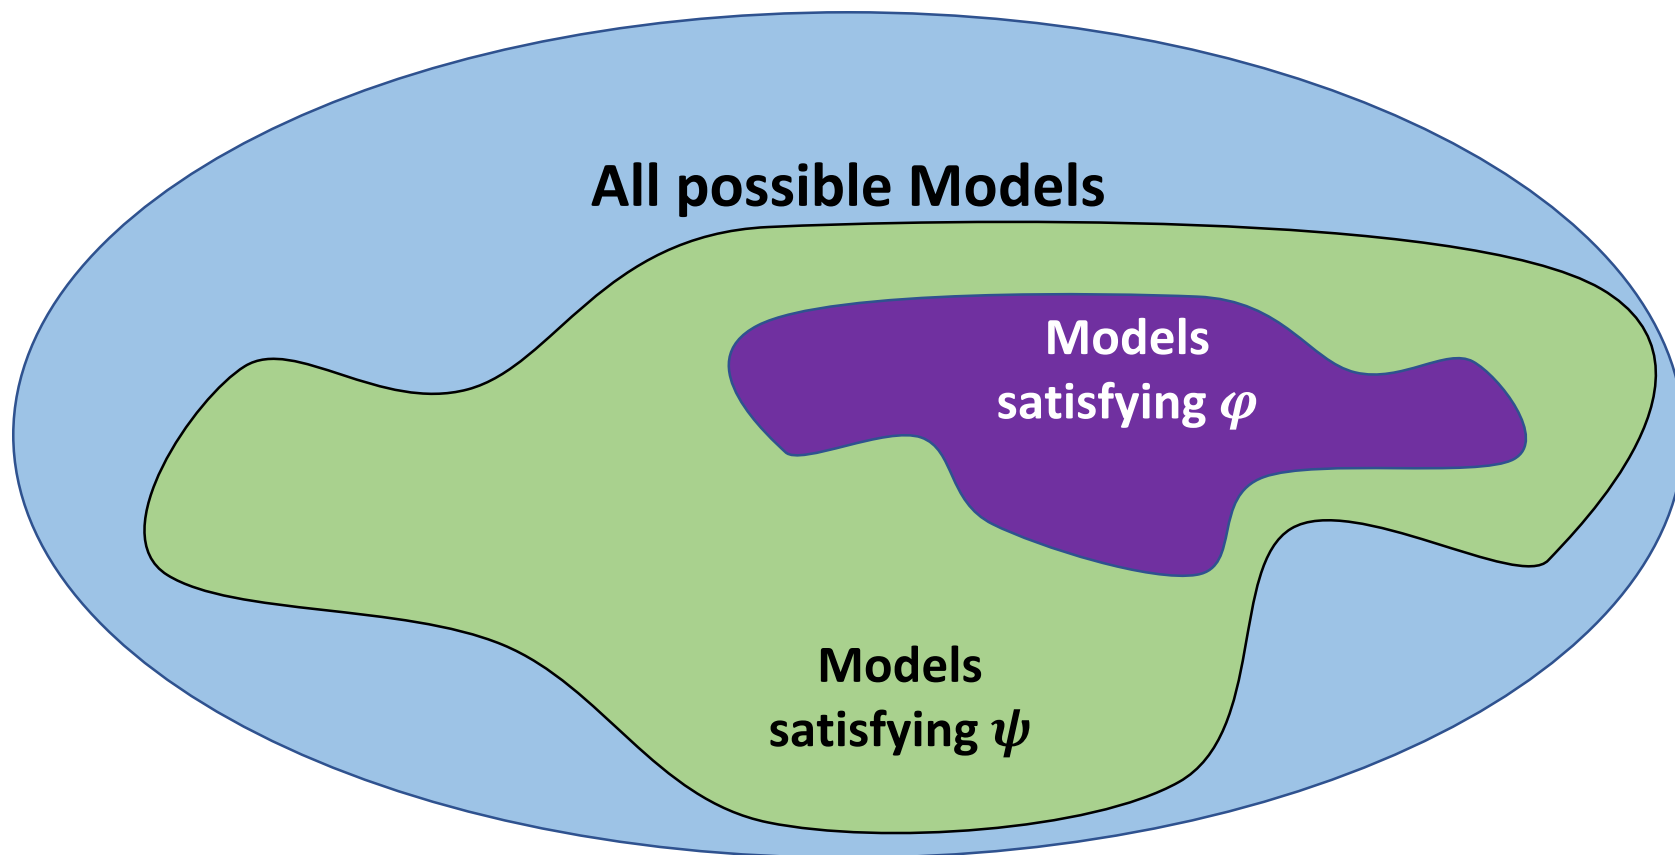 All possible Models
Models
satisfying φ
Models
satisfying ψ